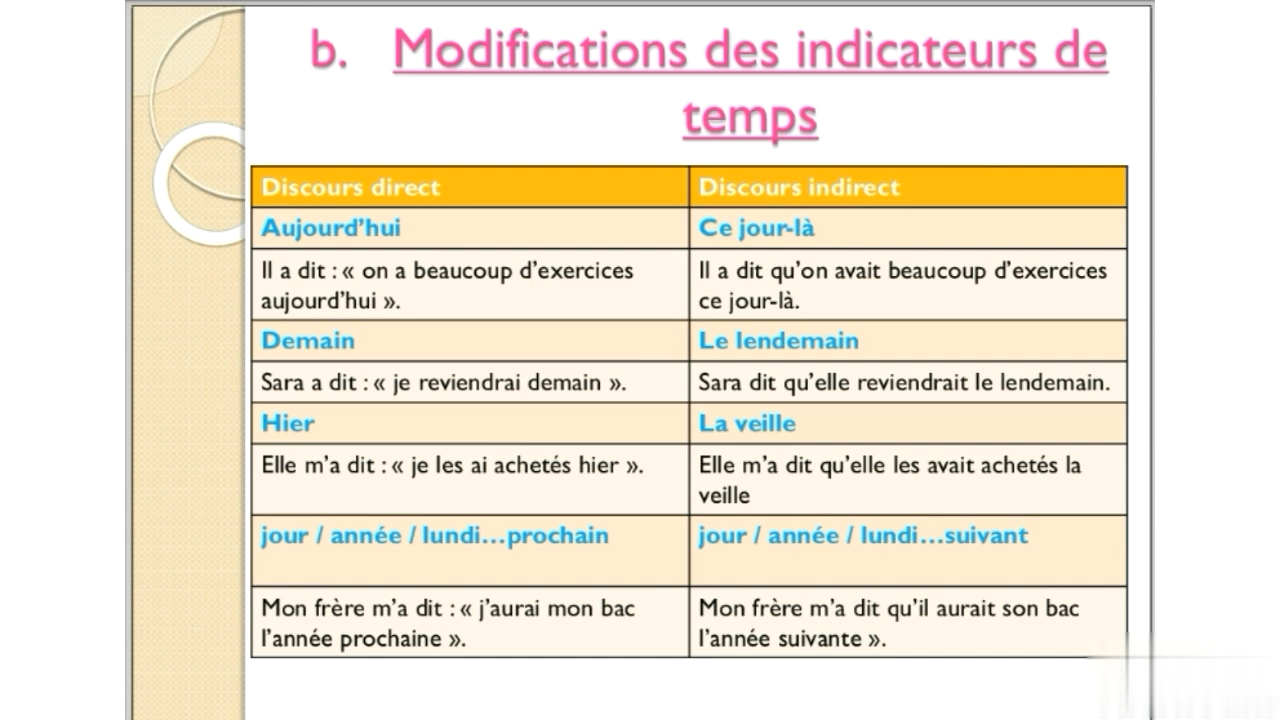 b. Modifications des indicateurs de
temps
Discours direct
Discours indirect
Aujourd’hui
Ce jour-là
Il a dit : « on a beaucoup d’exercices
aujourd’hui ».
Il a dit qu’on avait beaucoup d’exercices
ce jour-là.
Demain
Le lendemain
Sara a dit : « je reviendrai demain ».
Sara dit qu’elle reviendrait le lendemain.
Hier
La veille
Elle m’a dit : « je les ai achetés hier ».
Elle m’a dit qu’elle les avait achetés la
veille
jour / année / lundi…prochain
jour / année / lundi…suivant
Mon frère m’a dit : « j’aurai mon bac
l’année prochaine ».
Mon frère m’a dit qu’il aurait son bac
l’année suivante ».